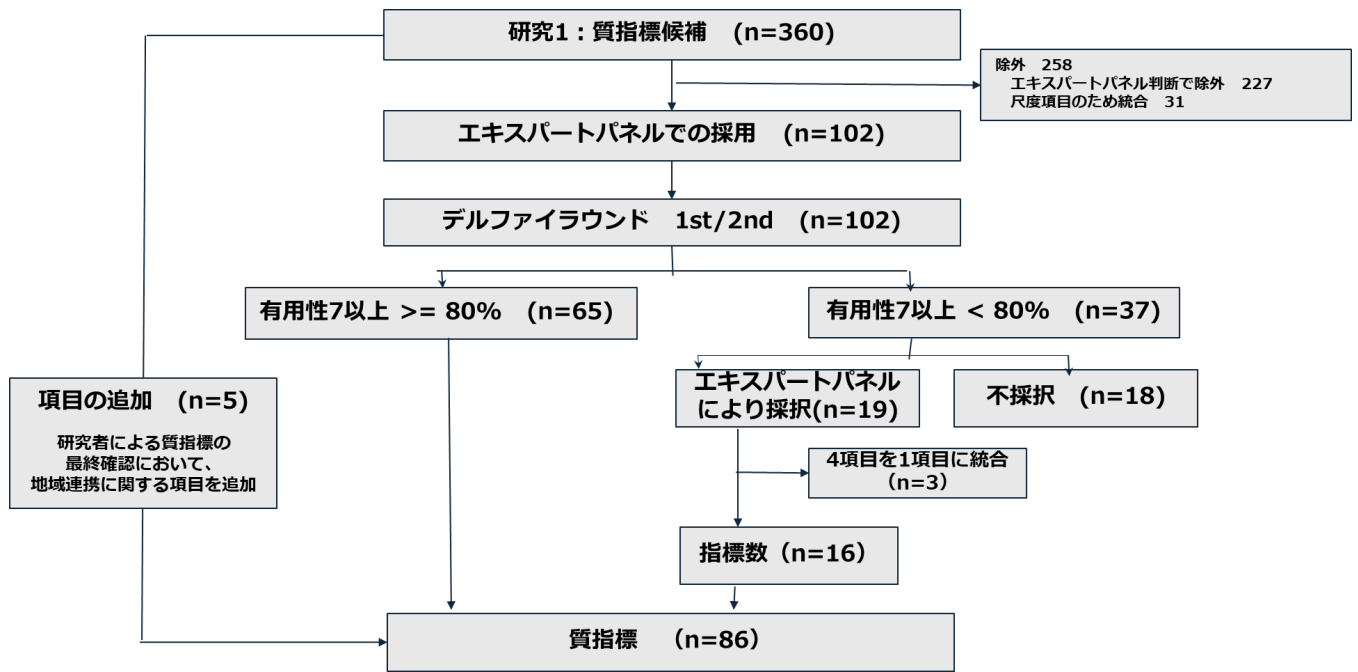 研究1：質指標候補　(n=360)
除外　258
エキスパートパネル判断で除外　227
尺度項目のため統合　31
エキスパートパネルでの採用　(n=102)
デルファイラウンド　1st/2nd　(n=102)
有用性7以上 >= 80%　(n=65)
有用性7以上 < 80%　(n=37)
エキスパートパネル
により採択(n=19)
不採択　(n=18)
項目の追加　(n=5)
研究者による質指標の
最終確認において、
地域連携に関する項目を追加
4項目を1項目に統合
（n=3）
指標数（n=16）
質指標　（n=86）